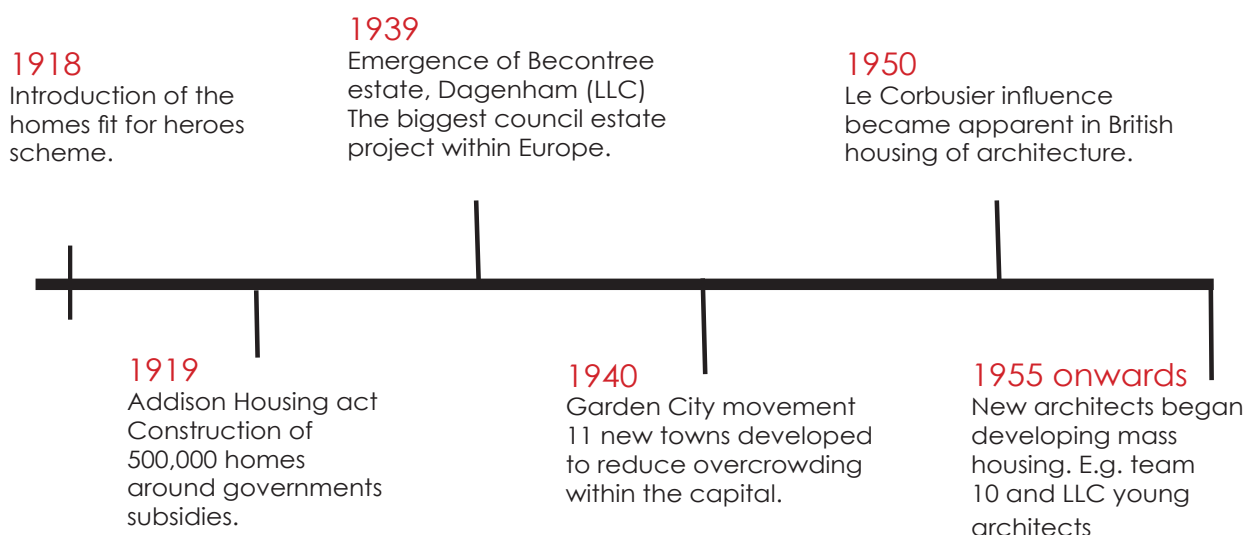 1918
Introduction of the
homes fit for heroes
scheme.
1939
Emergence of Becontree
estate, Dagenham (LLC)
The biggest council estate
project within Europe.
1950
Le Corbusier influence
became apparent in British
housing of architecture.
1919
Addison Housing act
Construction of
500,000 homes
around governments
subsidies.
1940
Garden City movement
11 new towns developed
to reduce overcrowding
within the capital.
1955 onwards
New architects began
developing mass
housing. E.g. team
10 and LLC young
architects